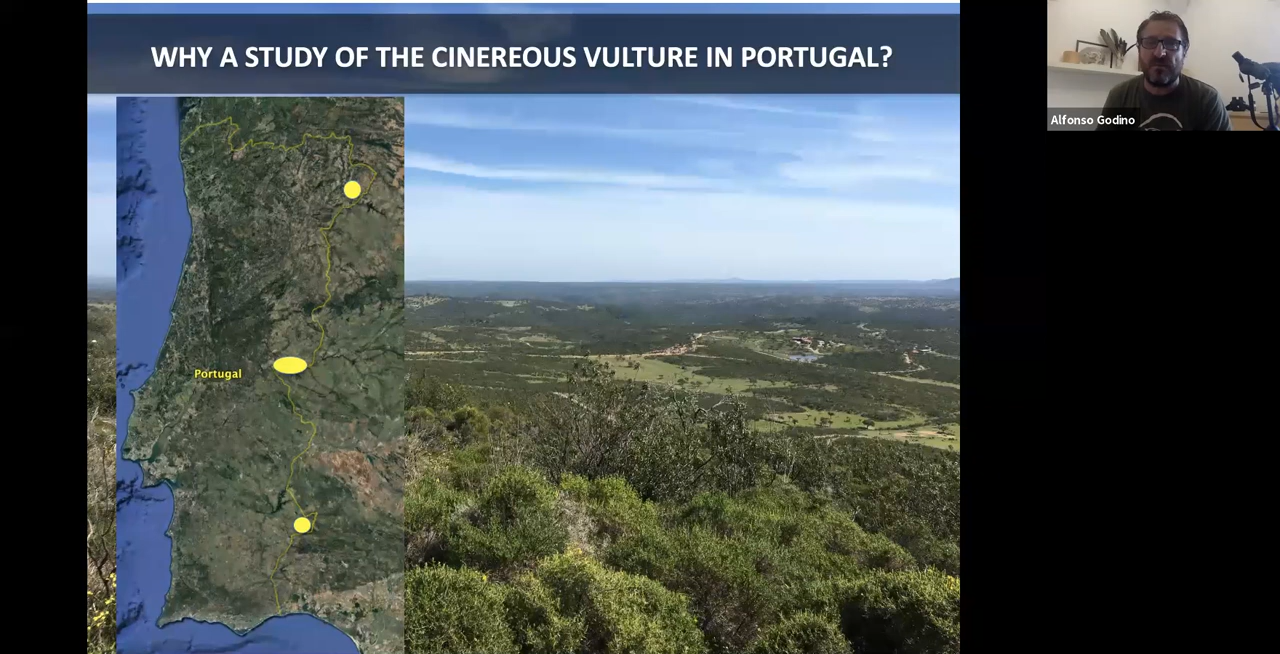 WHY A STUDY OF THE CINEREOUS VULTURE IN PORTUGAL?
Alfonso Godino
Portugal